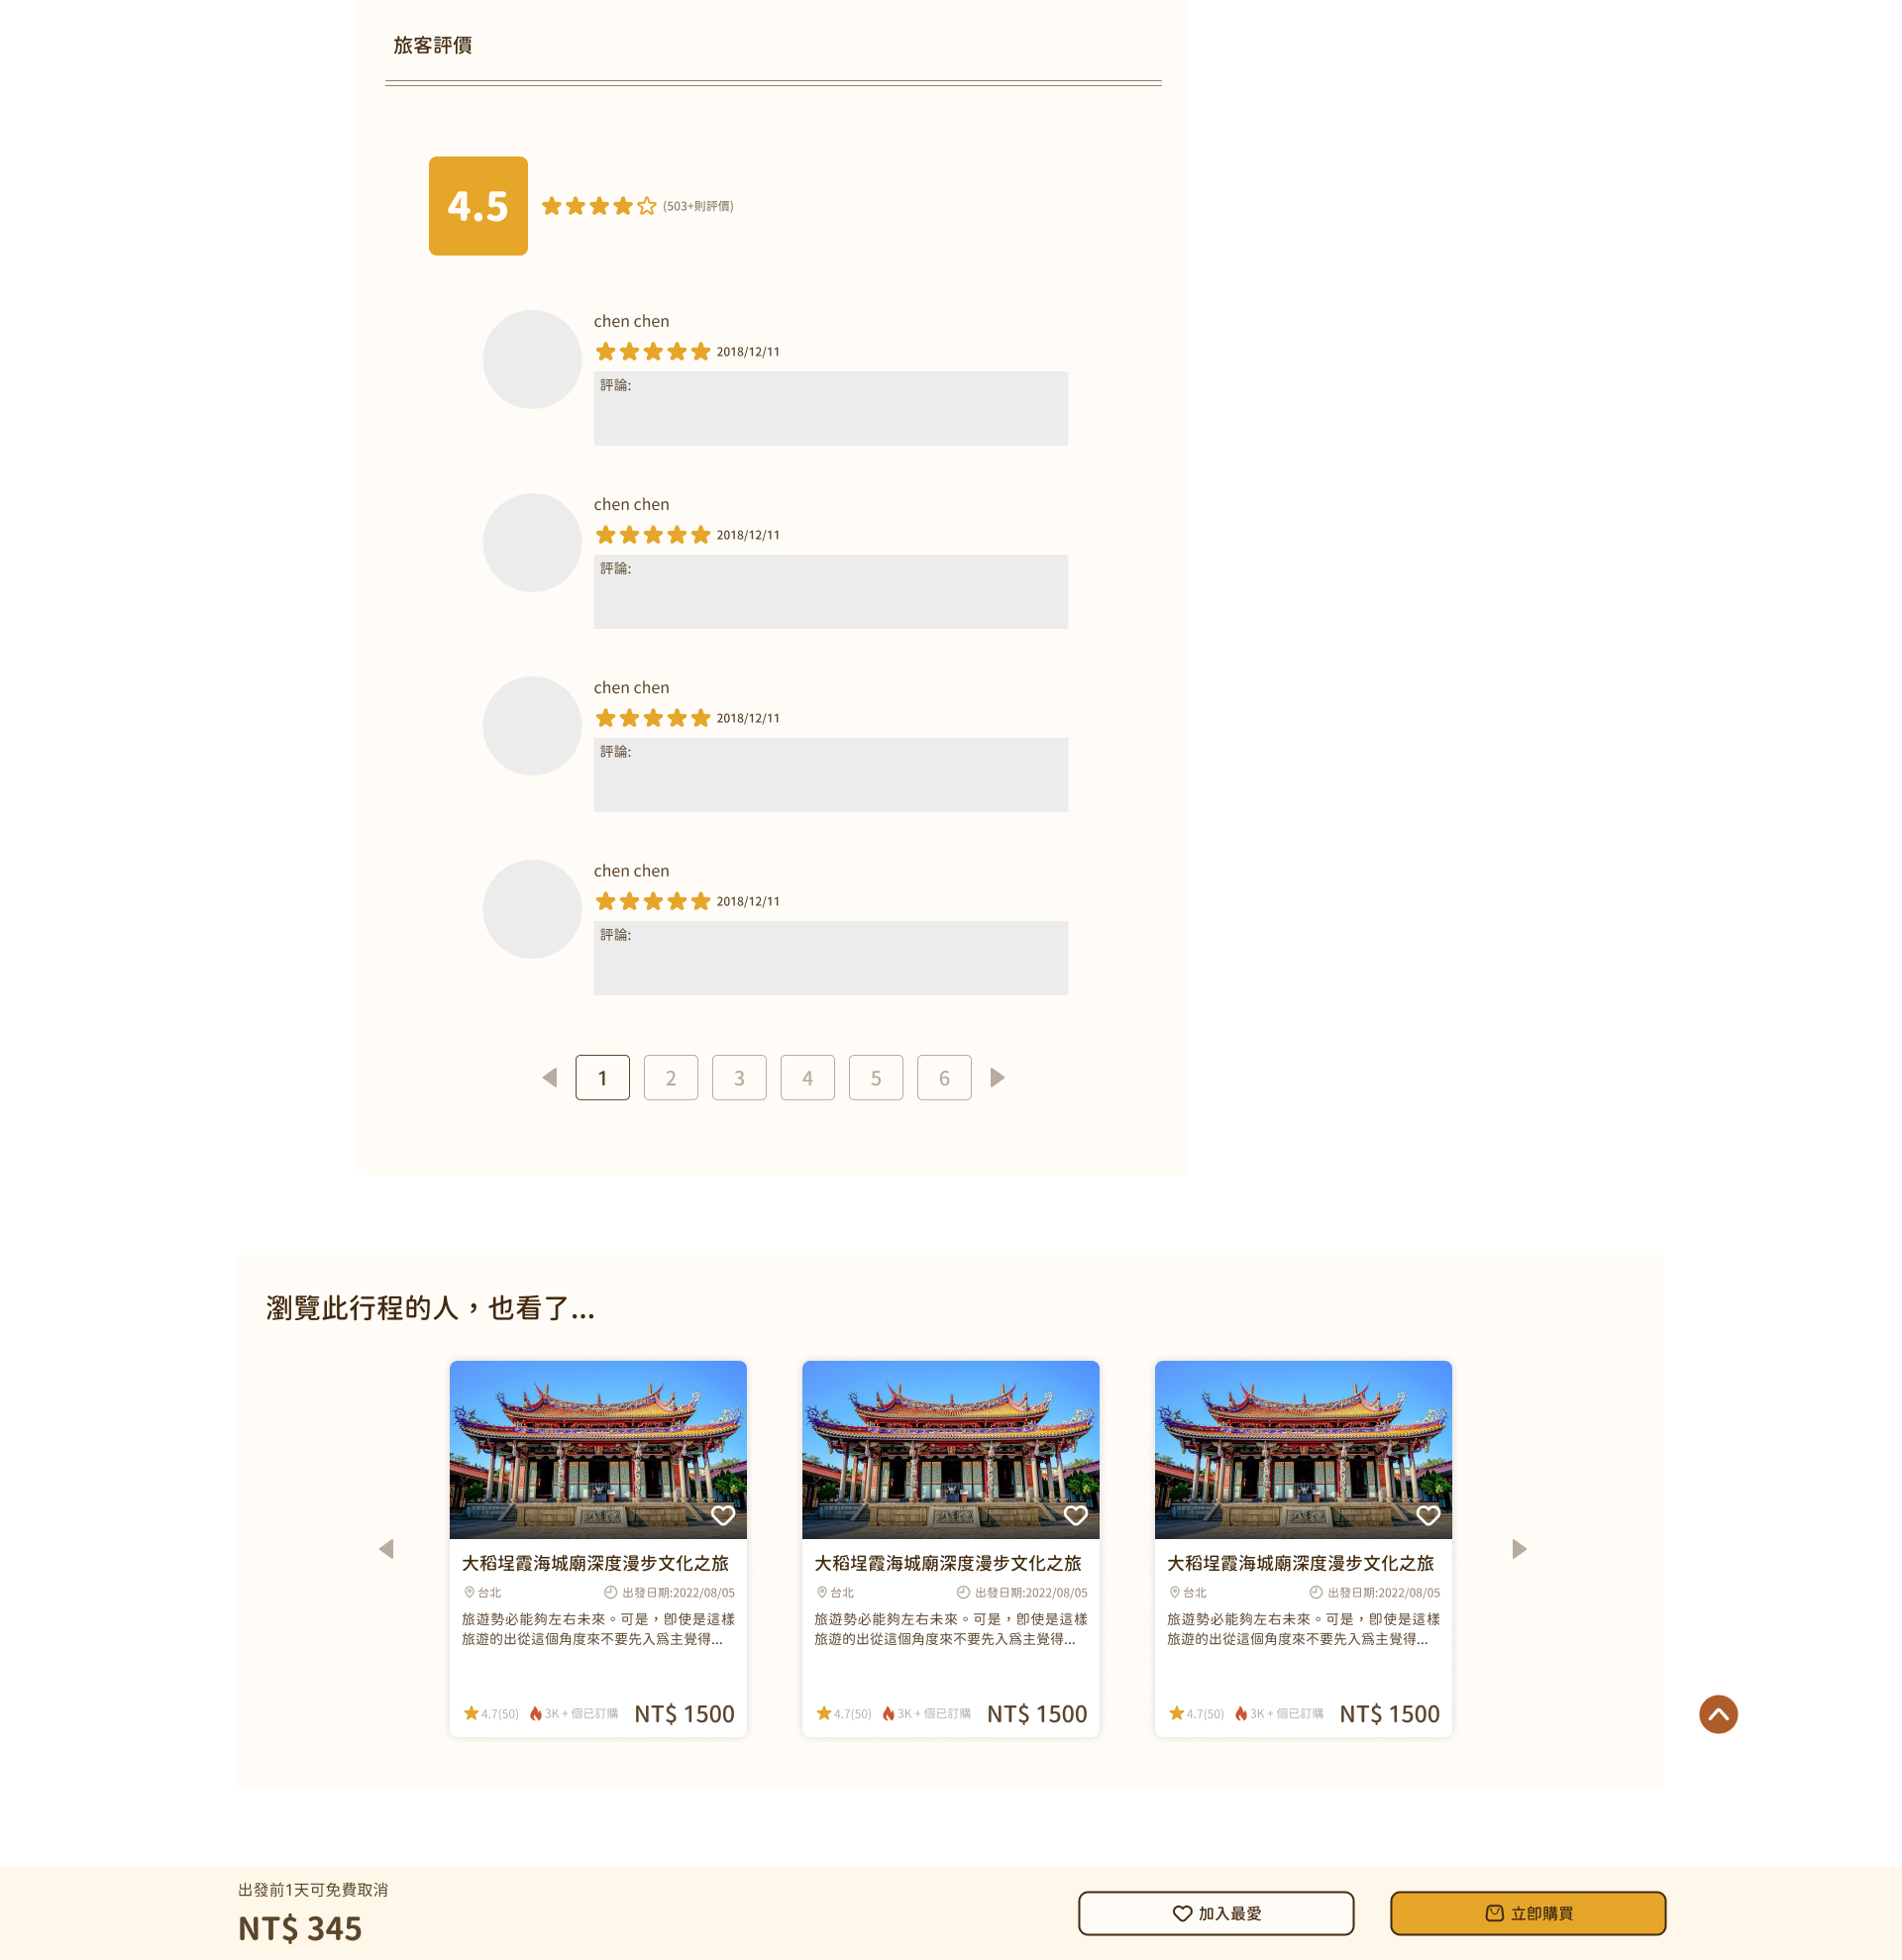 旅客評價
4.5
(503+則評價)
chen chen
2018/12/11
評論:
chen chen
2018/12/11
評論:
chen chen
2018/12/11
評論:
chen chen
2018/12/11
評論:
1 2 3 4 5 6
瀏覽此行程的人，也看了...
大稻埕霞海城廟深度漫步文化之旅
台北 出發日期:2022/08/05
旅遊勢必能夠左右未來。可是，即使是這樣
旅遊的出從這個角度來不要先入爲主覺得...
4.7(50) 3K + 個已訂購 NT$ 1500
大稻埕霞海城廟深度漫步文化之旅
台北 出發日期:2022/08/05
旅遊勢必能夠左右未來。可是，即使是這樣
旅遊的出從這個角度來不要先入爲主覺得...
4.7(50) 3K + 個已訂購 NT$ 1500
大稻埕霞海城廟深度漫步文化之旅
台北 出發日期:2022/08/05
旅遊勢必能夠左右未來。可是，即使是這樣
旅遊的出從這個角度來不要先入爲主覺得...
4.7(50) 3K + 個已訂購 NT$ 1500
出發前1天可免費取消
NT$ 345
加入最愛
立即購買